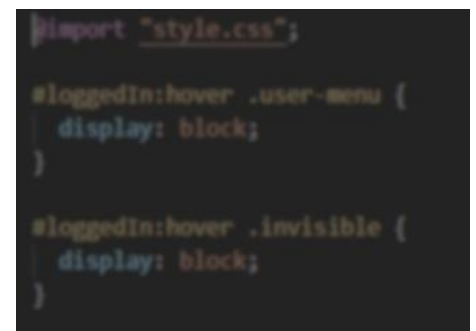 @import "style.css";
#loggedIn:hover .user-menu {
display: block;
}
#loggedIn:hover .invisible {
display: block;
}